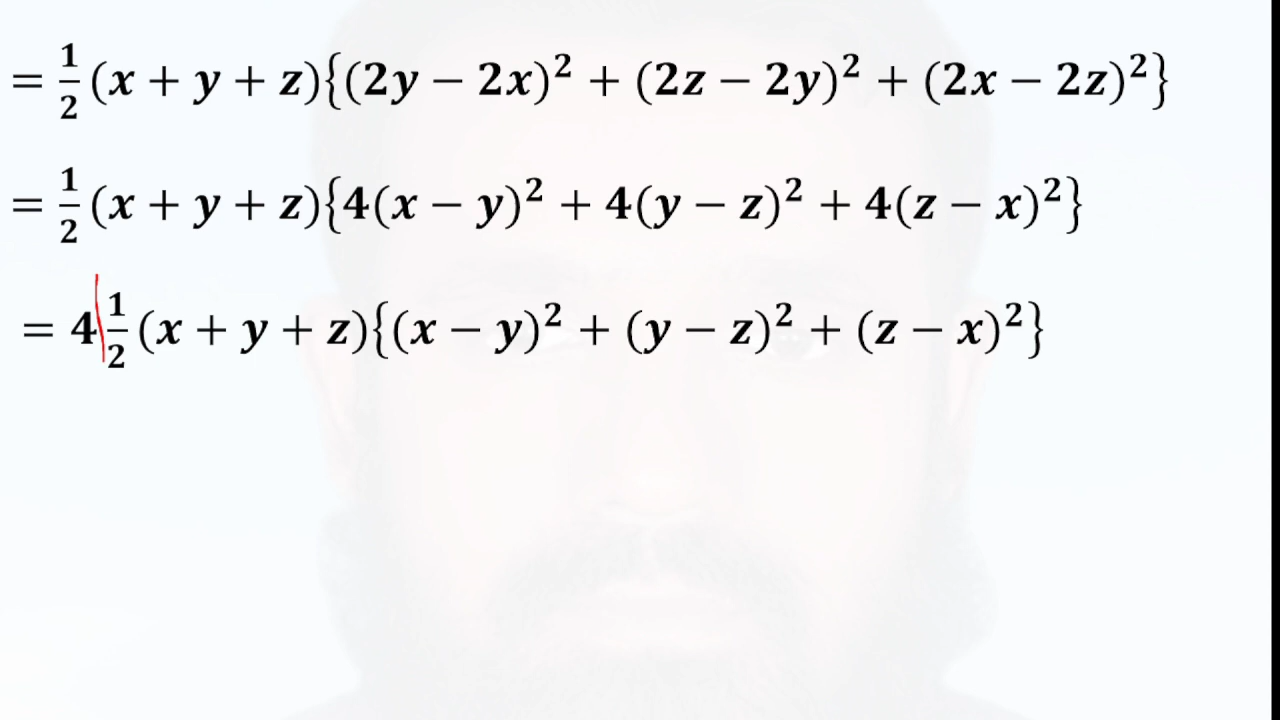 = ½(x + y + z){(2y − 2x)² + (2z − 2y)² + (2x − 2z)²}
= ½(x + y + z){4(x − y)² + 4(y − z)² + 4(z − x)²}
= 4 ½(x + y + z){(x − y)² + (y − z)² + (z − x)²}